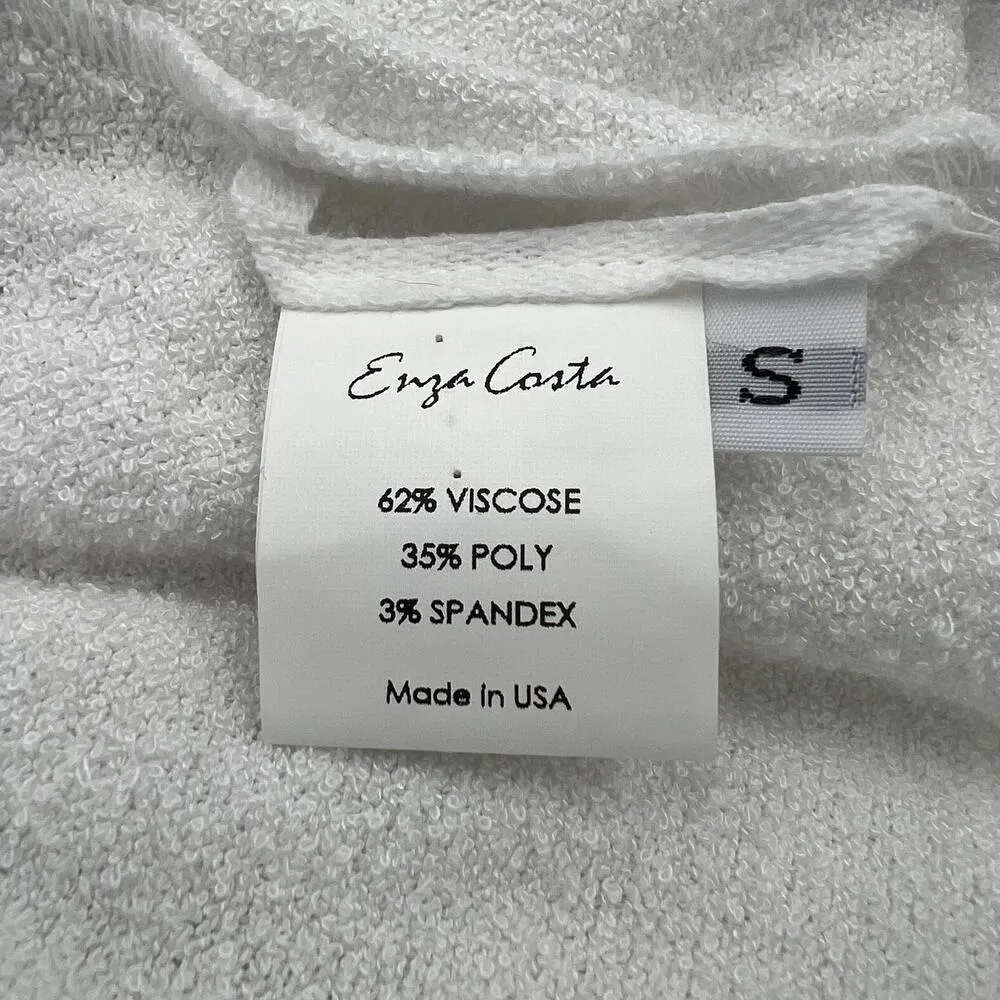 Enza Costa
S
62% VISCOSE
35% POLY
3% SPANDEX
Made in USA